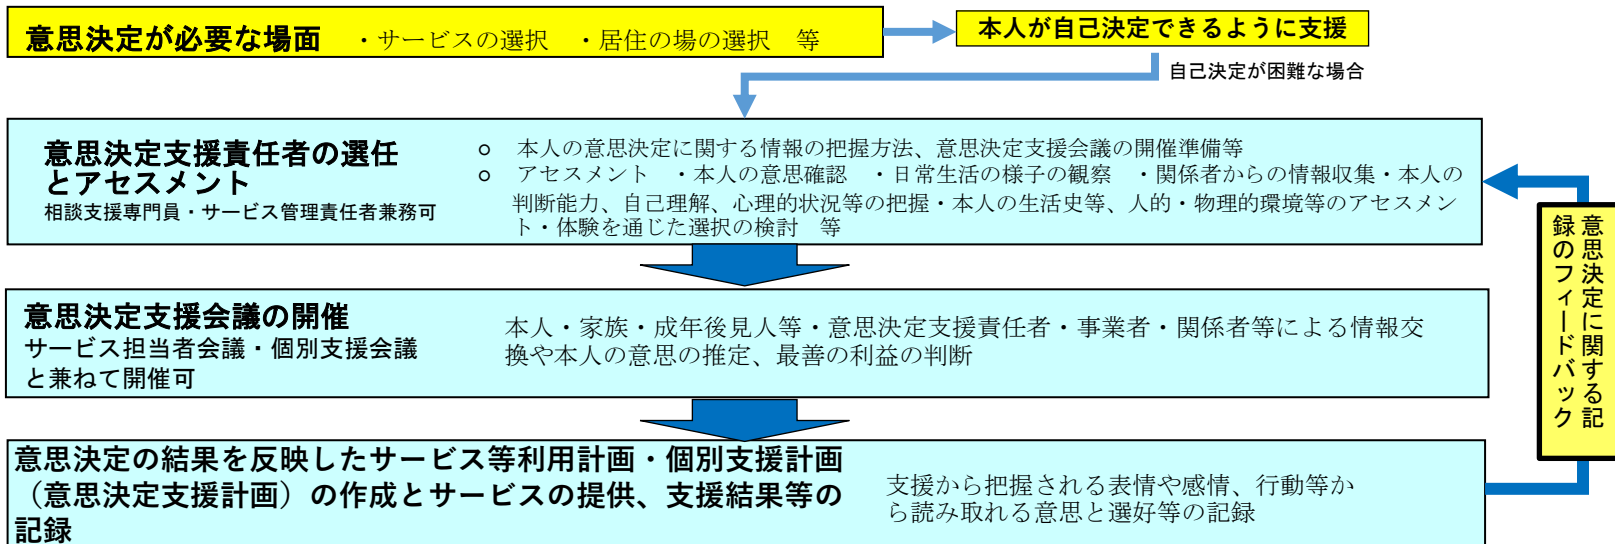 意思決定が必要な場面　・サービスの選択　・居住の場の選択　等
本人が自己決定できるように支援
自己決定が困難な場合
意思決定支援責任者の選任
とアセスメント
相談支援専門員・サービス管理責任者兼務可
○　本人の意思決定に関する情報の把握方法、意思決定支援会議の開催準備等
○　アセスメント　・本人の意思確認　・日常生活の様子の観察　・関係者からの情報収集・本人の
判断能力、自己理解、心理的状況等の把握・本人の生活史等、人的・物理的環境等のアセスメン
ト・体験を通じた選択の検討　等
意思決定支援会議の開催
サービス担当者会議・個別支援会議
と兼ねて開催可
本人・家族・成年後見人等・意思決定支援責任者・事業者・関係者等による情報交
換や本人の意思の推定、最善の利益の判断
意思決定の結果を反映したサービス等利用計画・個別支援計画
（意思決定支援計画）の作成とサービスの提供、支援結果等の
記録
支援から把握される表情や感情、行動等か
ら読み取れる意思と選好等の記録
意思決定に関する記
録のフィードバック